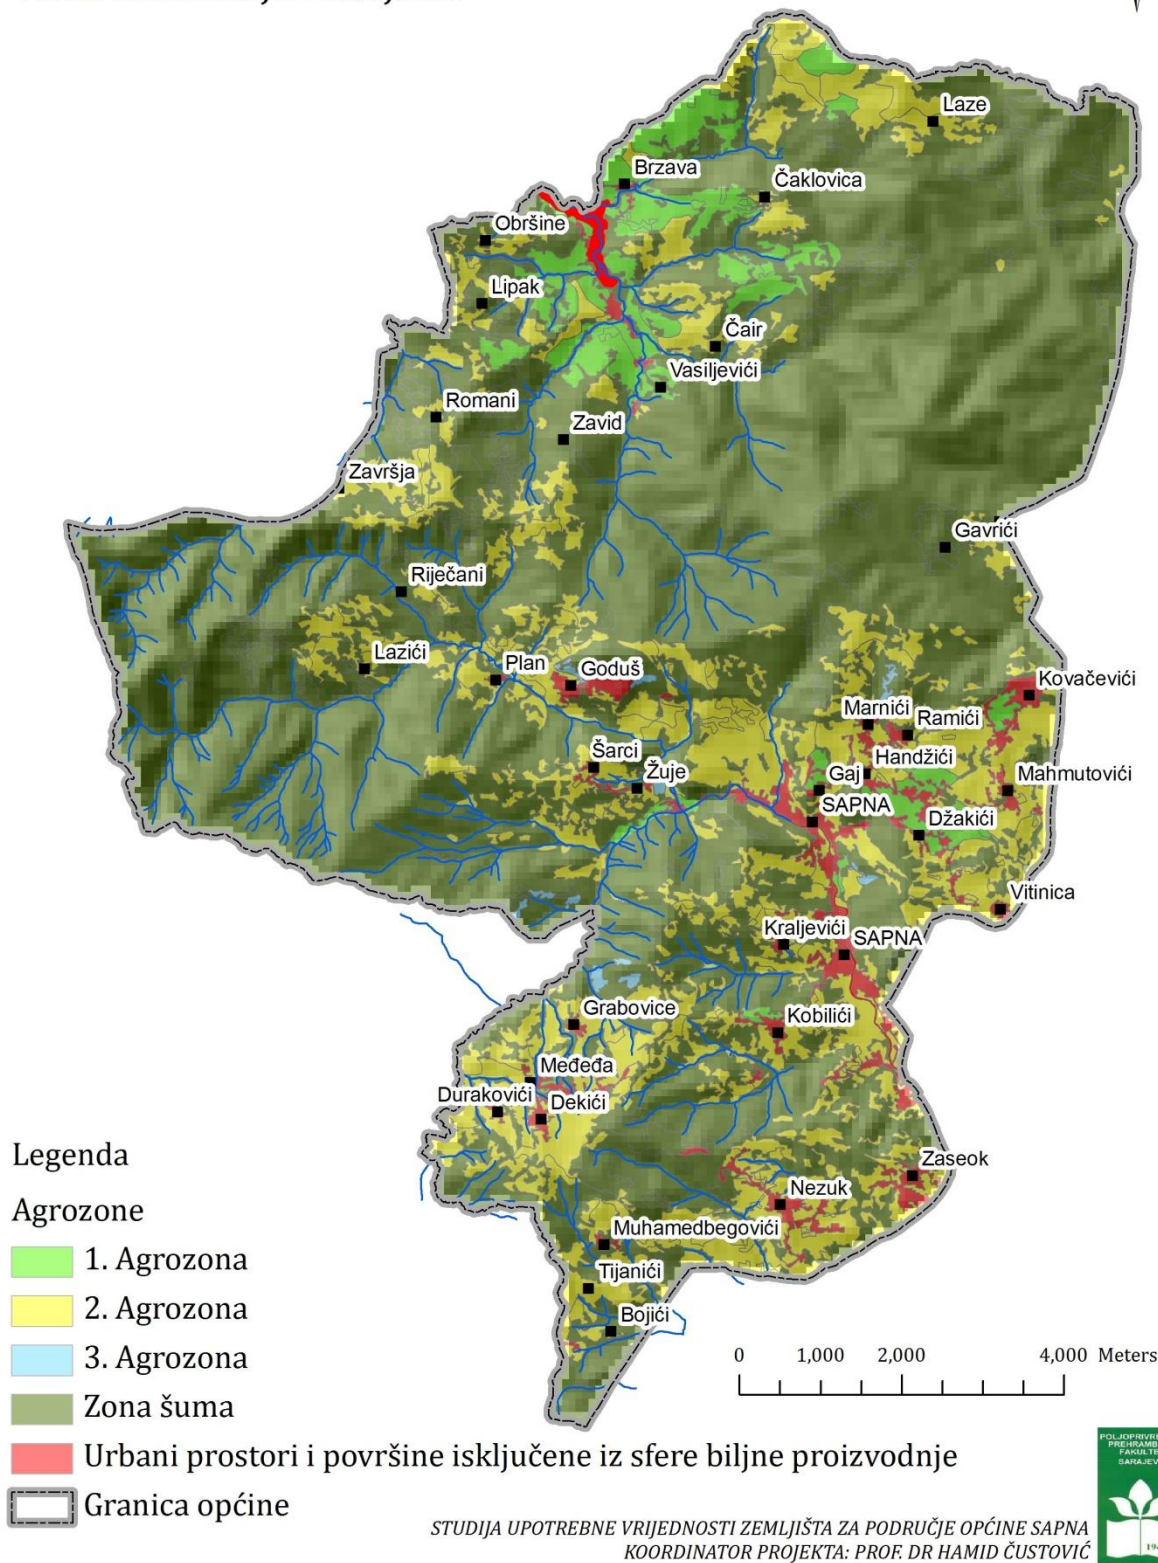 Laze
Brzava
Čaklovica
Obršine
Lipak
Čair
Vasiljevići
Romani
Zavid
Završja
Gavrići
Riječani
Lazići
Plan
Goduš
Kovačevići
Marnići
Ramići
Šarci
Handžići
Žuje
Gaj
Mahmutovići
SAPNA
Džakići
Vitinica
Kraljevići
SAPNA
Grabovice
Kobilići
Međeđa
Durakovići
Dekići
Zaseok
Nezuk
Muhamedbegovići
Tijanići
Bojići
Legenda
Agrozone
1. Agrozona
2. Agrozona
3. Agrozona
Zona šuma
Urbani prostori i površine isključene iz sfere biljne proizvodnje
Granica općine
0 1,000 2,000 4,000 Meters
STUDIJA UPOTREBNE VRIJEDNOSTI ZEMLJIŠTA ZA PODRUČJE OPĆINE SAPNA
KOORDINATOR PROJEKTA: PROF. DR HAMID ČUSTOVIĆ